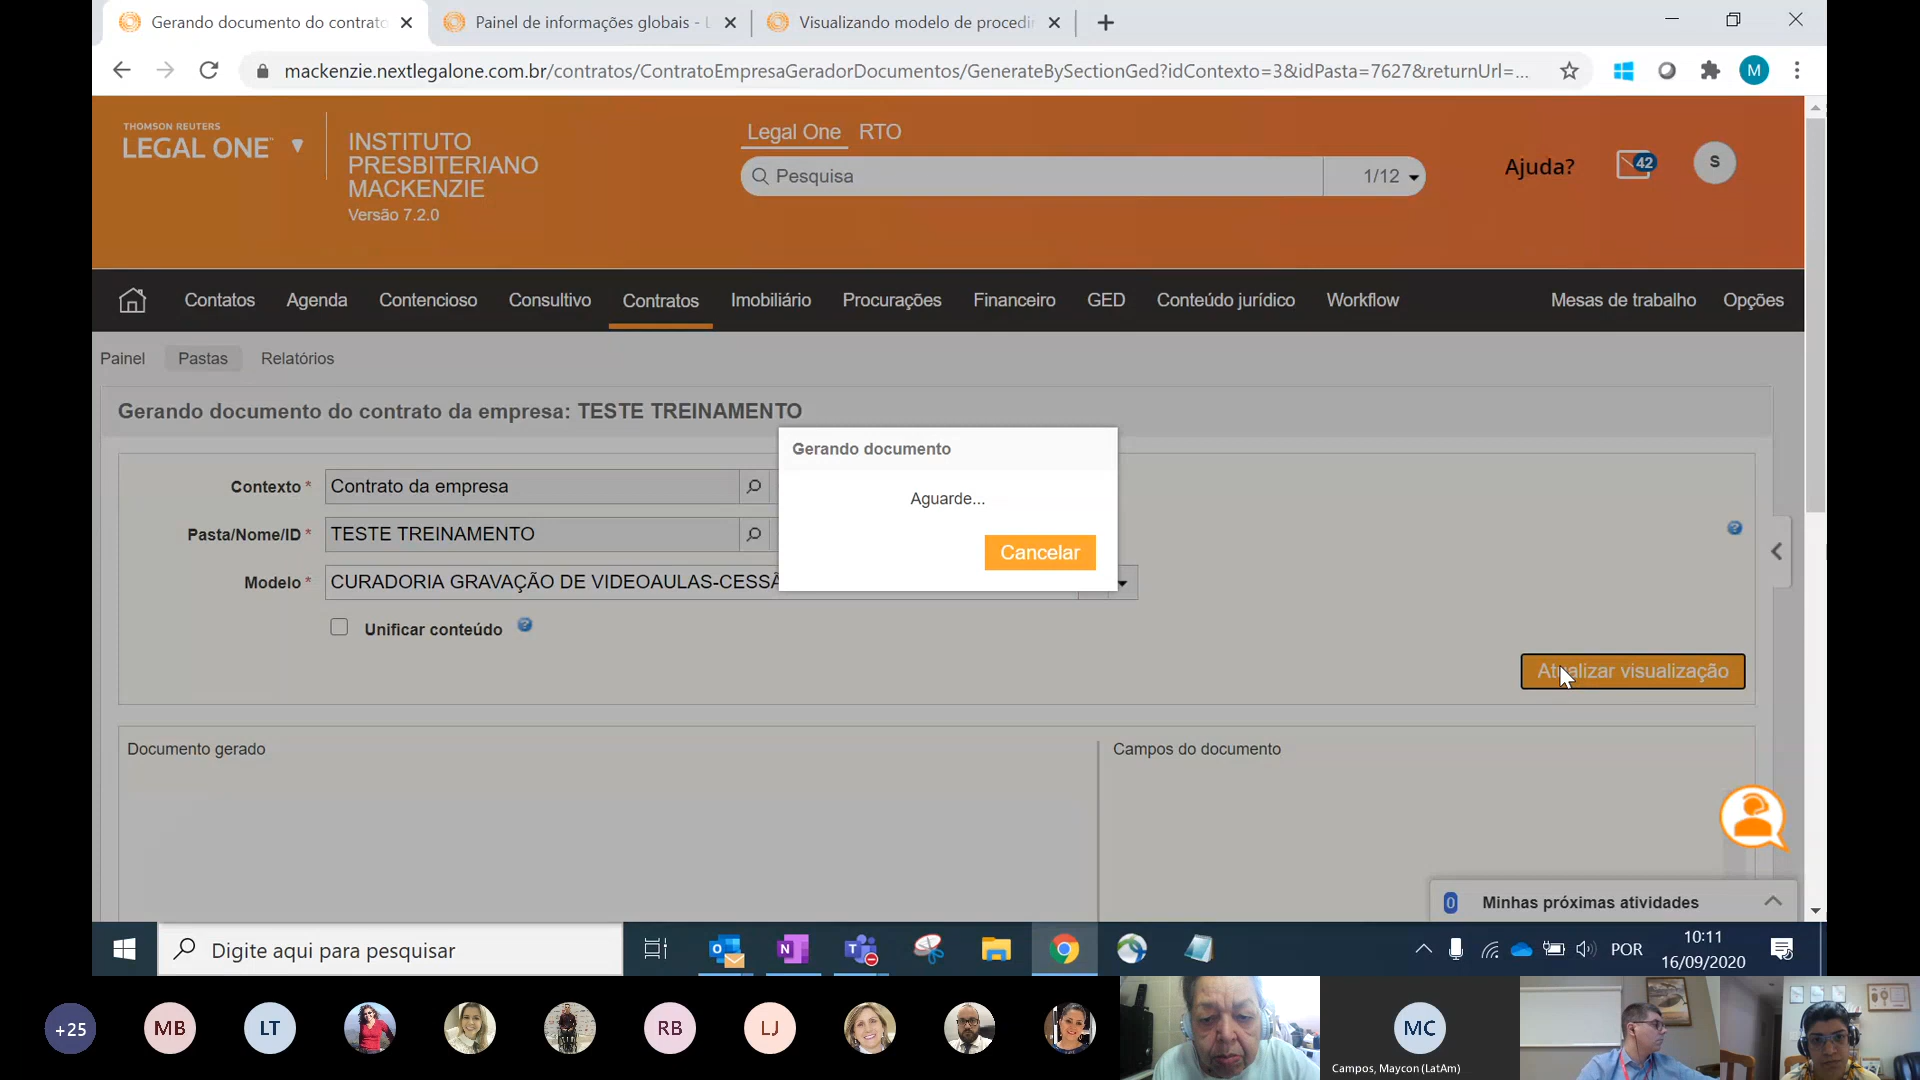 Gerando documento do contrato
Painel de informações globais -
Visualizando modelo de procedi
mackenzie.nextlegalone.com.br/contratos/ContratoEmpresaGeradorDocumentos/GenerateBySectionGed?idContexto=3&idPasta=7627&returnUrl=...
M
THOMSON REUTERS
LEGAL ONE
INSTITUTO
PRESBITERIANO
MACKENZIE
Versão 7.2.0
Legal One RTO
Pesquisa 1/12
Ajuda?
42
S
Contatos Agenda Contencioso Consultivo Contratos Imobiliário Procurações Financeiro GED Conteúdo jurídico Workflow Mesas de trabalho Opções
Painel Pastas Relatórios
Gerando documento do contrato da empresa: TESTE TREINAMENTO
Gerando documento
Aguarde...
Cancelar
Contexto * Contrato da empresa
Pasta/Nome/ID * TESTE TREINAMENTO
Modelo * CURADORIA GRAVAÇÃO DE VIDEOAULAS-CESSÃ
Unificar conteúdo
Atualizar visualização
Documento gerado
Campos do documento
0 Minhas próximas atividades
Digite aqui para pesquisar
POR
10:11
16/09/2020
+25 MB LT RB LJ MC
Campos, Maycon (LatAm)